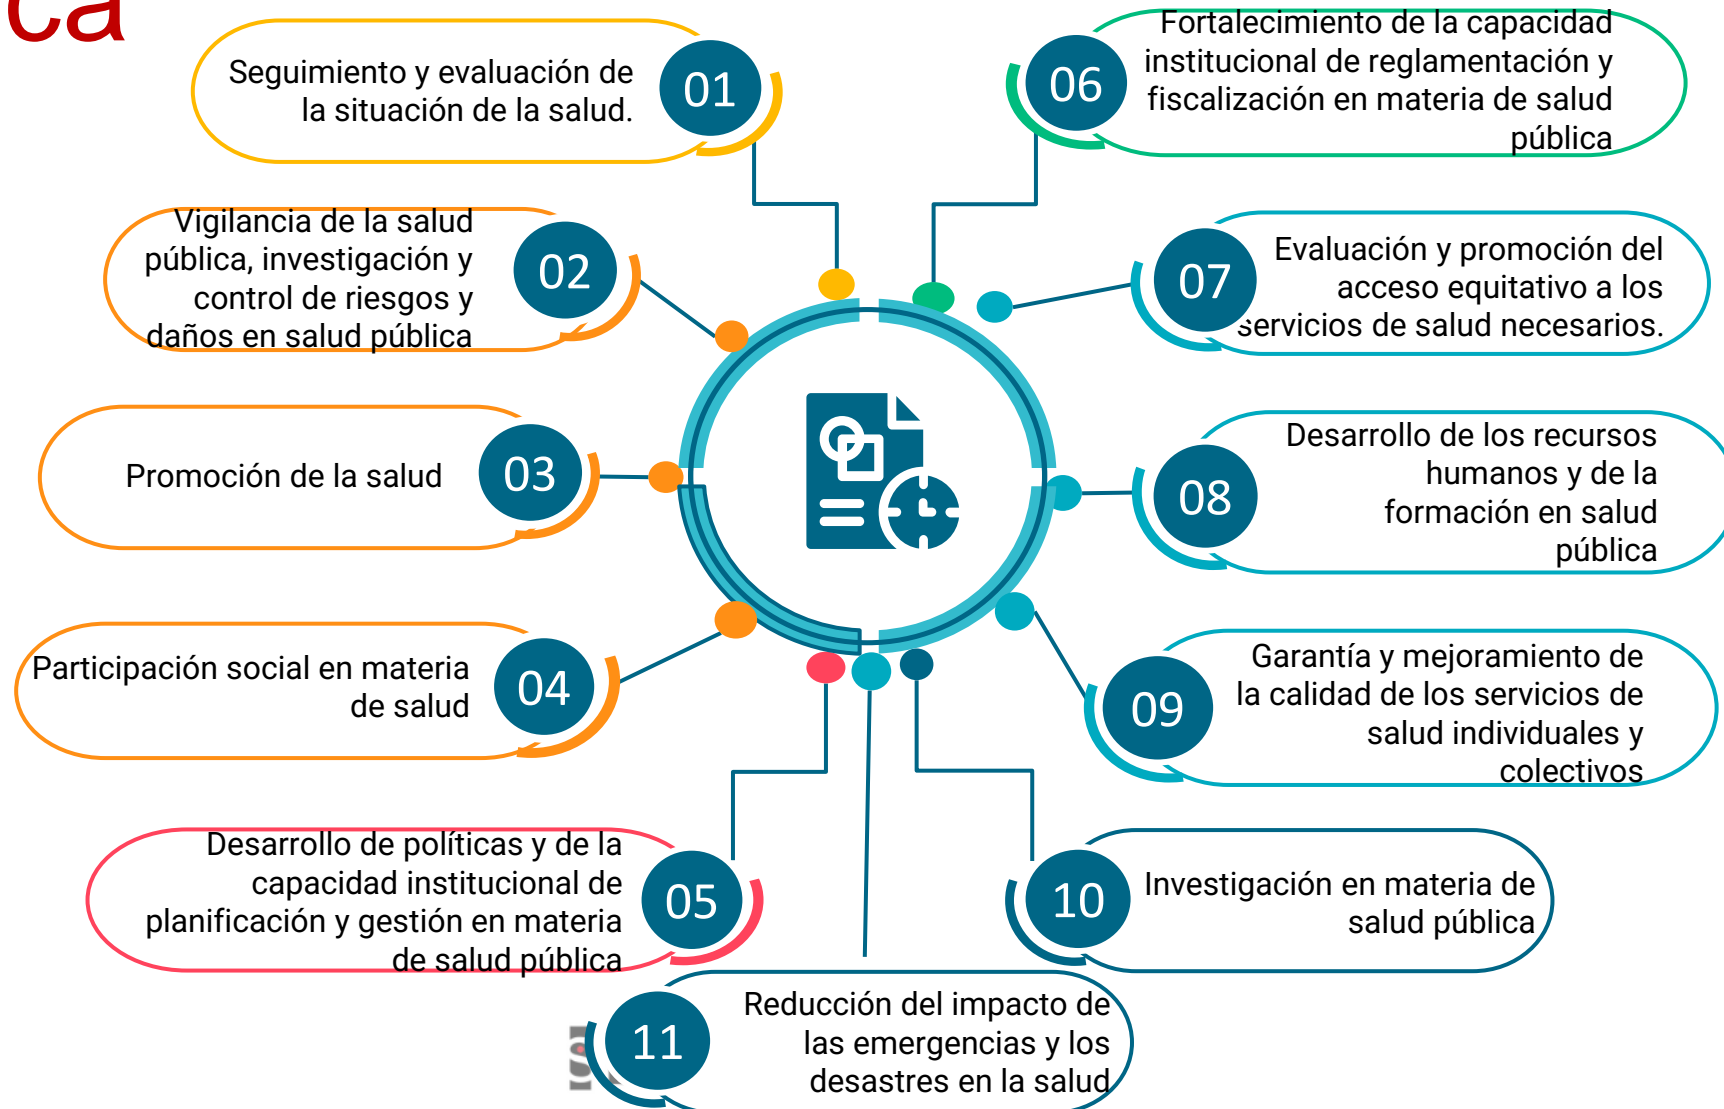 ca
01
Seguimiento y evaluación de
la situación de la salud.
02
Vigilancia de la salud
pública, investigación y
control de riesgos y
daños en salud pública
03
Promoción de la salud
04
Participación social en materia
de salud
05
Desarrollo de políticas y de la
capacidad institucional de
planificación y gestión en materia
de salud pública
06
Fortalecimiento de la capacidad
institucional de reglamentación y
fiscalización en materia de salud
pública
07
Evaluación y promoción del
acceso equitativo a los
servicios de salud necesarios.
08
Desarrollo de los recursos
humanos y de la
formación en salud
pública
09
Garantía y mejoramiento de
la calidad de los servicios de
salud individuales y
colectivos
10
Investigación en materia de
salud pública
11
Reducción del impacto de
las emergencias y los
desastres en la salud